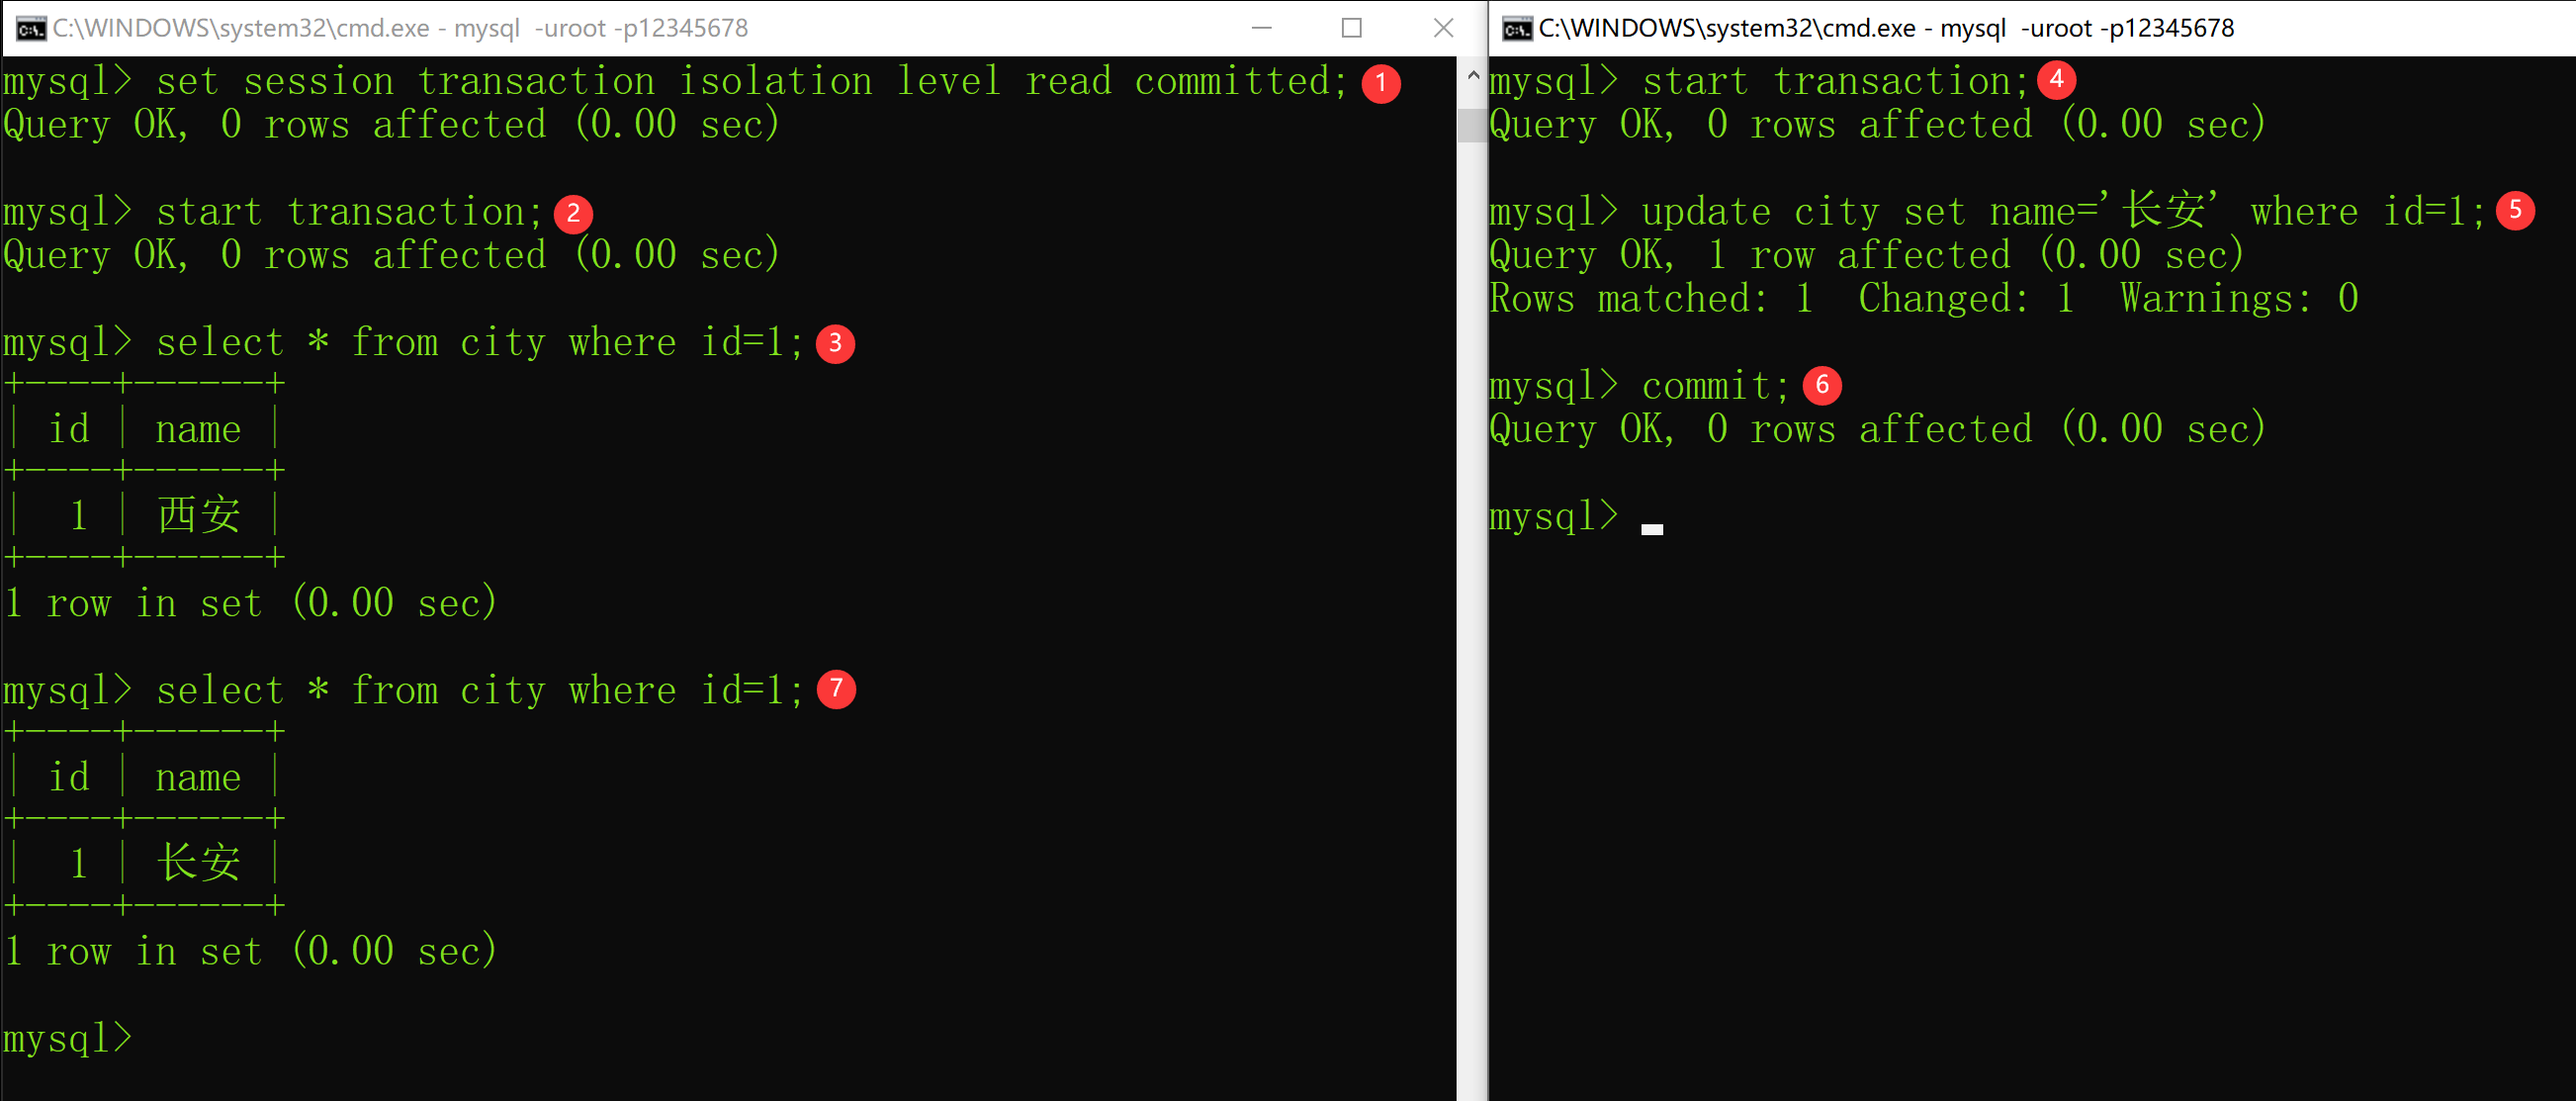 C:\WINDOWS\system32\cmd.exe - mysql  -uroot -p12345678
mysql> set session transaction isolation level read committed; 1
Query OK, 0 rows affected (0.00 sec)
mysql> start transaction; 2
Query OK, 0 rows affected (0.00 sec)
mysql> select * from city where id=1; 3
+----+------+
| id | name |
+----+------+
|  1 | 西安 |
+----+------+
1 row in set (0.00 sec)
mysql> select * from city where id=1; 7
+----+------+
| id | name |
+----+------+
|  1 | 长安 |
+----+------+
1 row in set (0.00 sec)
mysql>
C:\WINDOWS\system32\cmd.exe - mysql  -uroot -p12345678
mysql> start transaction; 4
Query OK, 0 rows affected (0.00 sec)
mysql> update city set name='长安' where id=1; 5
Query OK, 1 row affected (0.00 sec)
Rows matched: 1  Changed: 1  Warnings: 0
mysql> commit; 6
Query OK, 0 rows affected (0.00 sec)
mysql>